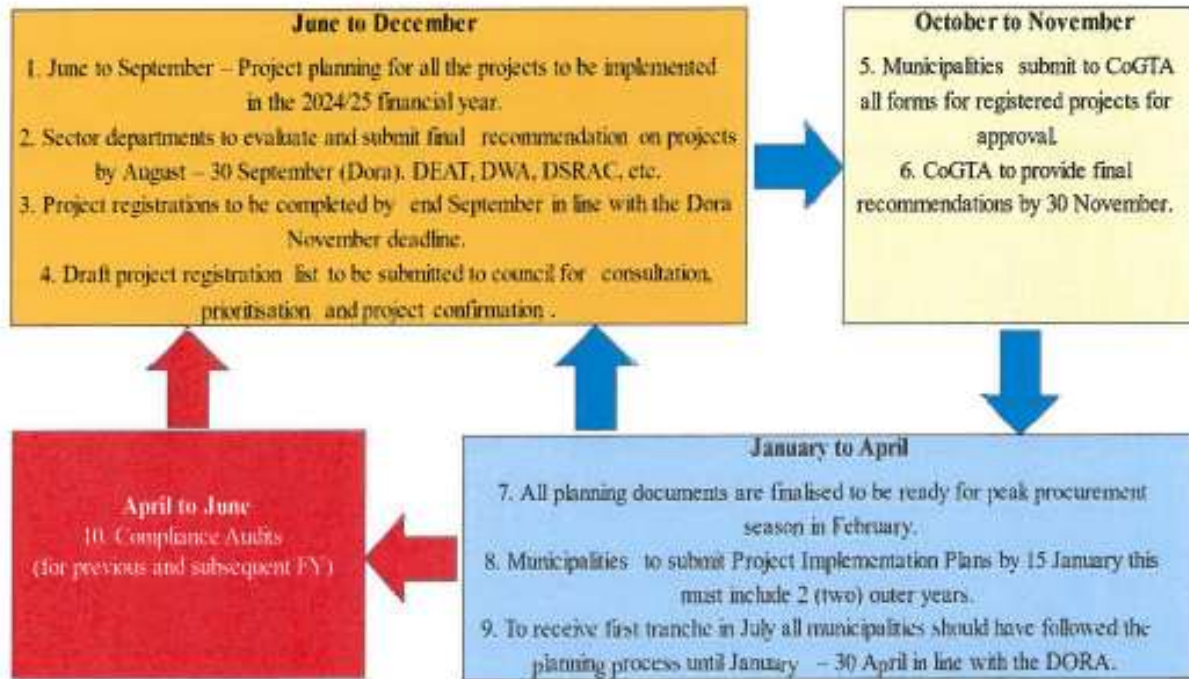 June to December
1. June to September – Project planning for all the projects to be implemented
in the 2024/25 financial year.
2. Sector departments to evaluate and submit final recommendation on projects
by August – 30 September (Dora). DEAT, DWA, DSRAC, etc.
3. Project registrations to be completed by end September in line with the Dora
November deadline.
4. Draft project registration list to be submitted to council for consultation,
prioritisation and project confirmation .
October to November
5. Municipalities submit to CoGTA
all forms for registered projects for
approval.
6. CoGTA to provide final
recommendations by 30 November.
January to April
7. All planning documents are finalised to be ready for peak procurement
season in February.
8. Municipalities to submit Project Implementation Plans by 15 January this
must include 2 (two) outer years.
9. To receive first tranche in July all municipalities should have followed the
planning process until January – 30 April in line with the DORA.
April to June
10. Compliance Audits
(for previous and subsequent FY)